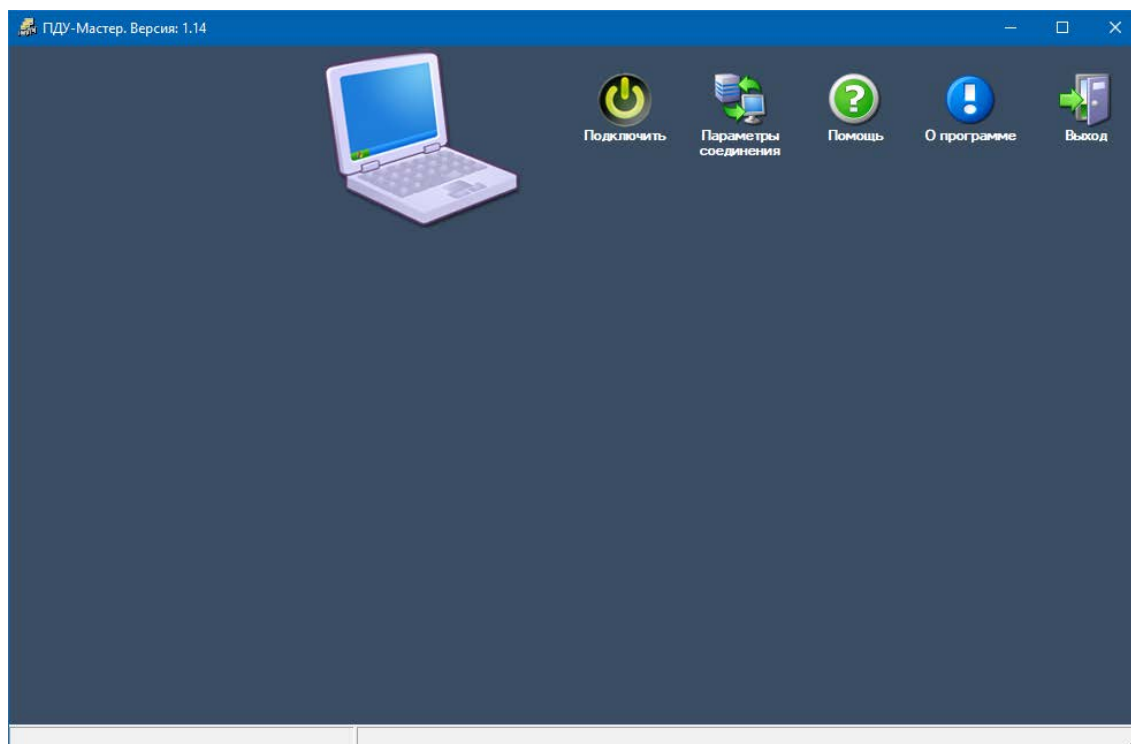 ПДУ-Мастер. Версия: 1.14
Подключить
Параметры
соединения
Помощь
О программе
Выход